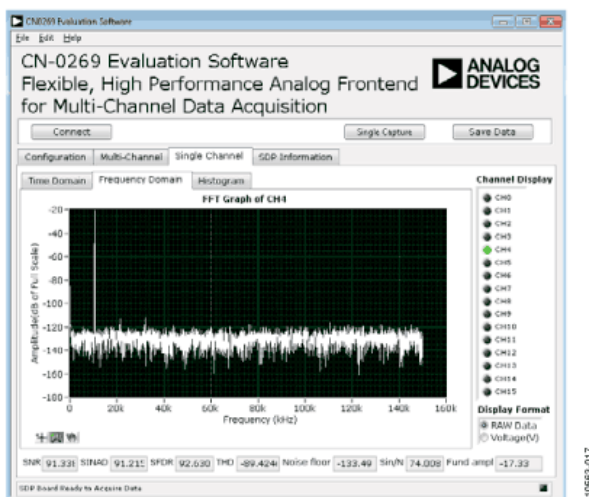 CN0269 Evaluation Software
File Edit Help
CN-0269 Evaluation Software
Flexible, High Performance Analog Frontend
for Multi-Channel Data Acquisition
ANALOG
DEVICES
Connect
Single Capture
Save Data
Configuration Multi-Channel Single Channel SDP Information
Time Domain Frequency Domain Histogram
Channel Display
FFT Graph of CH4
Amplitude(dB of Full Scale)
-20
-40
-60
-80
-100
-120
-140
-160
0 20k 40k 60k 80k 100k 120k 140k 160k
Frequency (kHz)
CH0
CH1
CH2
CH3
CH4
CH5
CH6
CH7
CH8
CH9
CH10
CH11
CH12
CH13
CH14
CH15
Display Format
RAW Data
Voltage(V)
SNR 91.331 SINAD 91.215 SFDR 92.630 THD -89.424 Noise floor -133.49 Sin/N 74.008 Fund ampl -17.33
SDP Board Ready to Acquire Data
10562-017